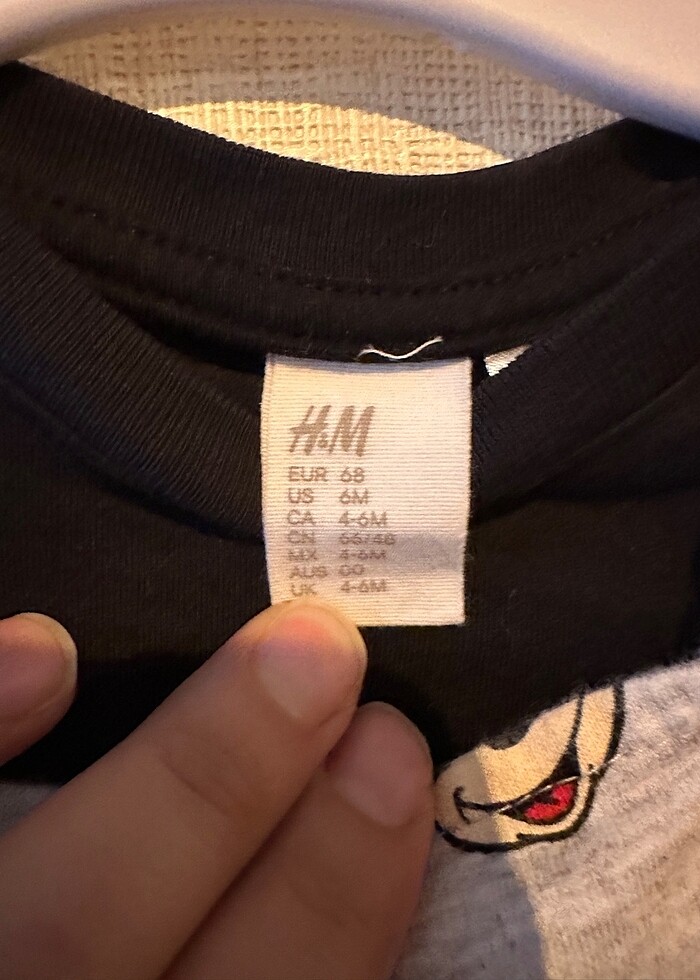 H&M
EUR 68
US 6M
CA 4-6M
CN 66/48
MX 4-6M
AUS 00
UK 4-6M